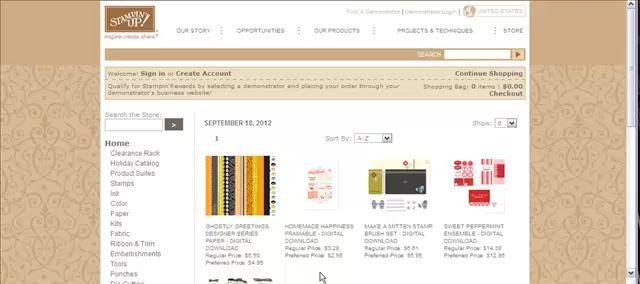 STAMPIN' UP!
inspire.create.share.
Find A Demonstrator | Demonstrator Login |
UNITED STATES
OUR STORY
OPPORTUNITIES
OUR PRODUCTS
PROJECTS & TECHNIQUES
STORE
SEARCH
Welcome! Sign in or Create Account
Continue Shopping
Qualify for Stampin'Rewards by selecting a demonstrator and placing your order through your
demonstrator's business website!
Shopping Bag: 0 items | $0.00
Checkout
Search the Store:
>
SEPTEMBER 18, 2012
Show: 8
1
Sort By: A-Z
Home
Clearance Rack
Holiday Catalog
Product Suites
Stamps
Ink
Color
Paper
Kits
Fabric
Ribbon & Trim
Embellishments
Tools
Punches
Die Cutting
GHOSTLY GREETINGS
DESIGNER SERIES
PAPER - DIGITAL
DOWNLOAD
Regular Price: $6.60
Preferred: $4.95
HOMEMADE HAPPINESS
FRAMABLE - DIGITAL
DOWNLOAD
Regular Price: $3.28
Preferred Price: $2.95
MAKE A MITTEN STAMP
BRUSH SET - DIGITAL
DOWNLOAD
Regular Price: $6.61
Preferred Price: $5.95
SWEET PEPPERMINT
ENSEMBLE - DIGITAL
DOWNLOAD
Regular Price: $14.39
Preferred Price: $12.95